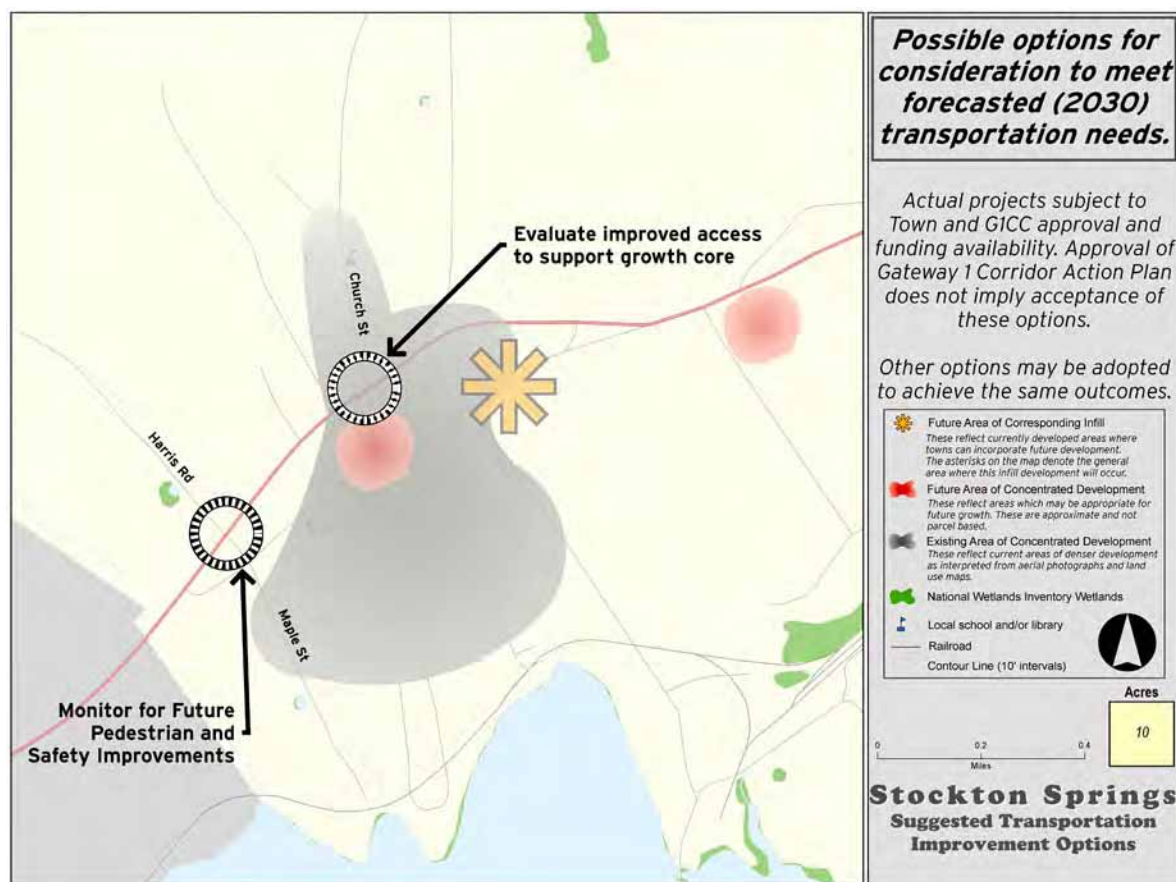 Evaluate improved access
to support growth core
Church St
Harris Rd
Maple St
Monitor for Future
Pedestrian and
Safety Improvements
Possible options for
consideration to meet
forecasted (2030)
transportation needs.
Actual projects subject to
Town and G1CC approval and
funding availability. Approval of
Gateway 1 Corridor Action Plan
does not imply acceptance of
these options.
Other options may be adopted
to achieve the same outcomes.
Future Area of Corresponding Infill
These reflect currently developed areas where
towns can incorporate future development.
The asterisks on the map denote the general
area where this infill development will occur.
Future Area of Concentrated Development
These reflect areas which may be appropriate for
future growth. These are approximate and not
parcel based.
Existing Area of Concentrated Development
These reflect current areas of denser development
as interpreted from aerial photographs and land
use maps.
National Wetlands Inventory Wetlands
Local school and/or library
Railroad
Contour Line (10' intervals)
Acres
10
0 0.2 0.4
Miles
Stockton Springs
Suggested Transportation
Improvement Options